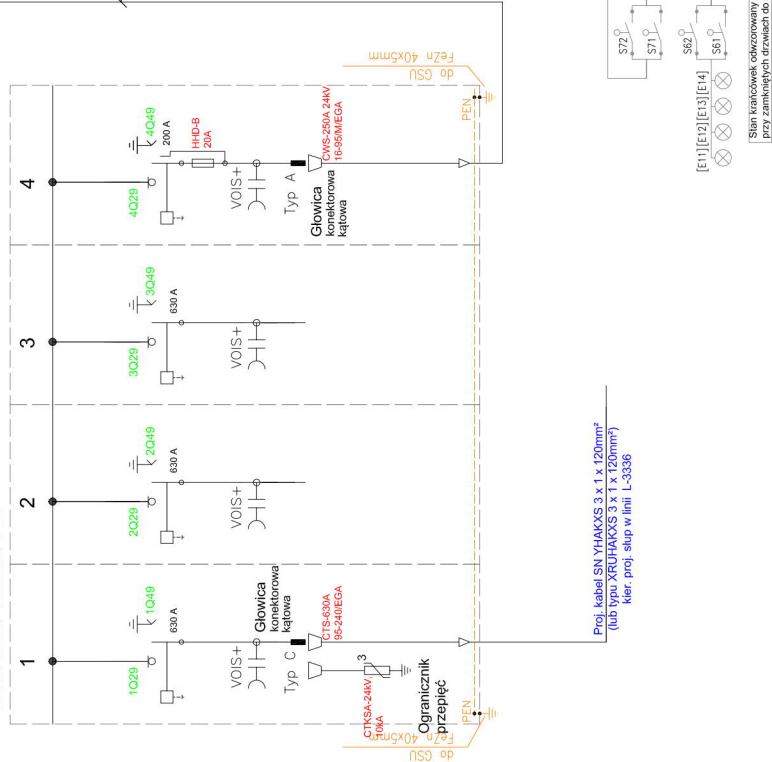 1
1Q29
1Q49
630 A
VOIS+
Typ C
Głowica
konektorowa
kątowa
CTS-630A
95-240/EGA
3
CTKSA-24kV,
10kA
Ogranicznik
przepięć
PEN
FeZn 40x5mm
do GSU
2
2Q29
2Q49
630 A
VOIS+
3
3Q29
3Q49
630 A
VOIS+
4
4Q29
4Q49
200 A
HHD-B
20A
VOIS+
Typ A
Głowica
konektorowa
kątowa
CWS-250A 24kV
16-95/M/EGA
PEN
FeZn 40x5mm
do GSU
Proj. kabel SN YHAKXS 3 x 1 x 120mm²
(lub typu XRUHAKXS 3 x 1 x 120mm²)
kier. proj. słup w linii L-3336
S72
S71
S62
S61
[E11][E12][E13][E14]
Stan krańcówek odwzorowany
przy zamkniętych drzwiach do